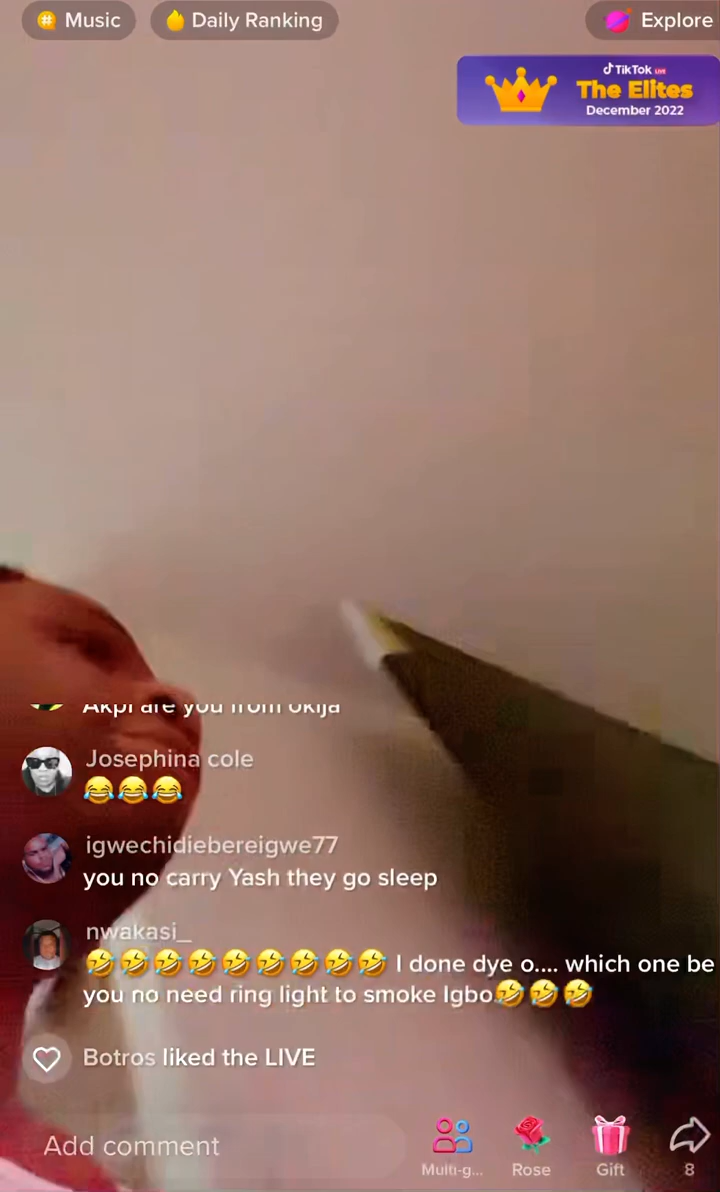 Music
Daily Ranking
Explore
TikTok LIVE
The Elites
December 2022
Akpi are you from okija
Josephina cole
😂😂😂
igwechidiebereigwe77
you no carry Yash they go sleep
nwakasi_
🤣🤣🤣🤣🤣🤣🤣🤣🤣 I done dye o.... which one be
you no need ring light to smoke Igbo🤣🤣🤣
Botros liked the LIVE
Add comment
Multi-g...
Rose
Gift
8